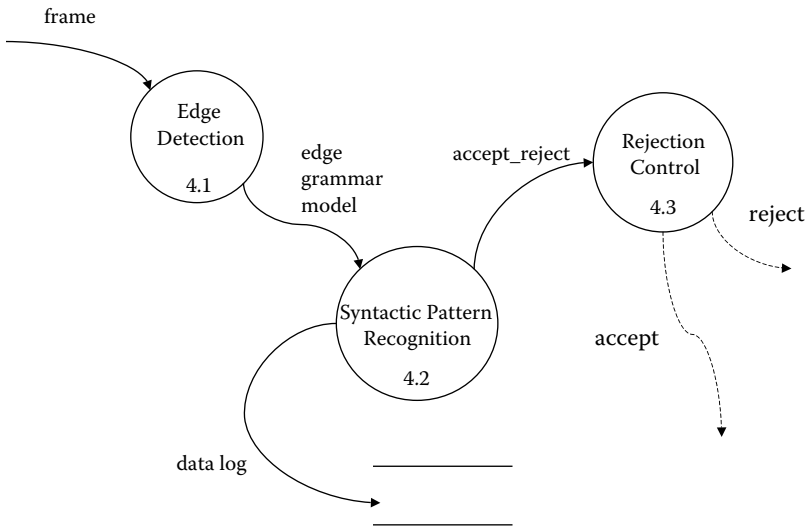 frame
Edge
Detection
4.1
edge
grammar
model
accept_reject
Rejection
Control
4.3
reject
Syntactic Pattern
Recognition
4.2
accept
data log